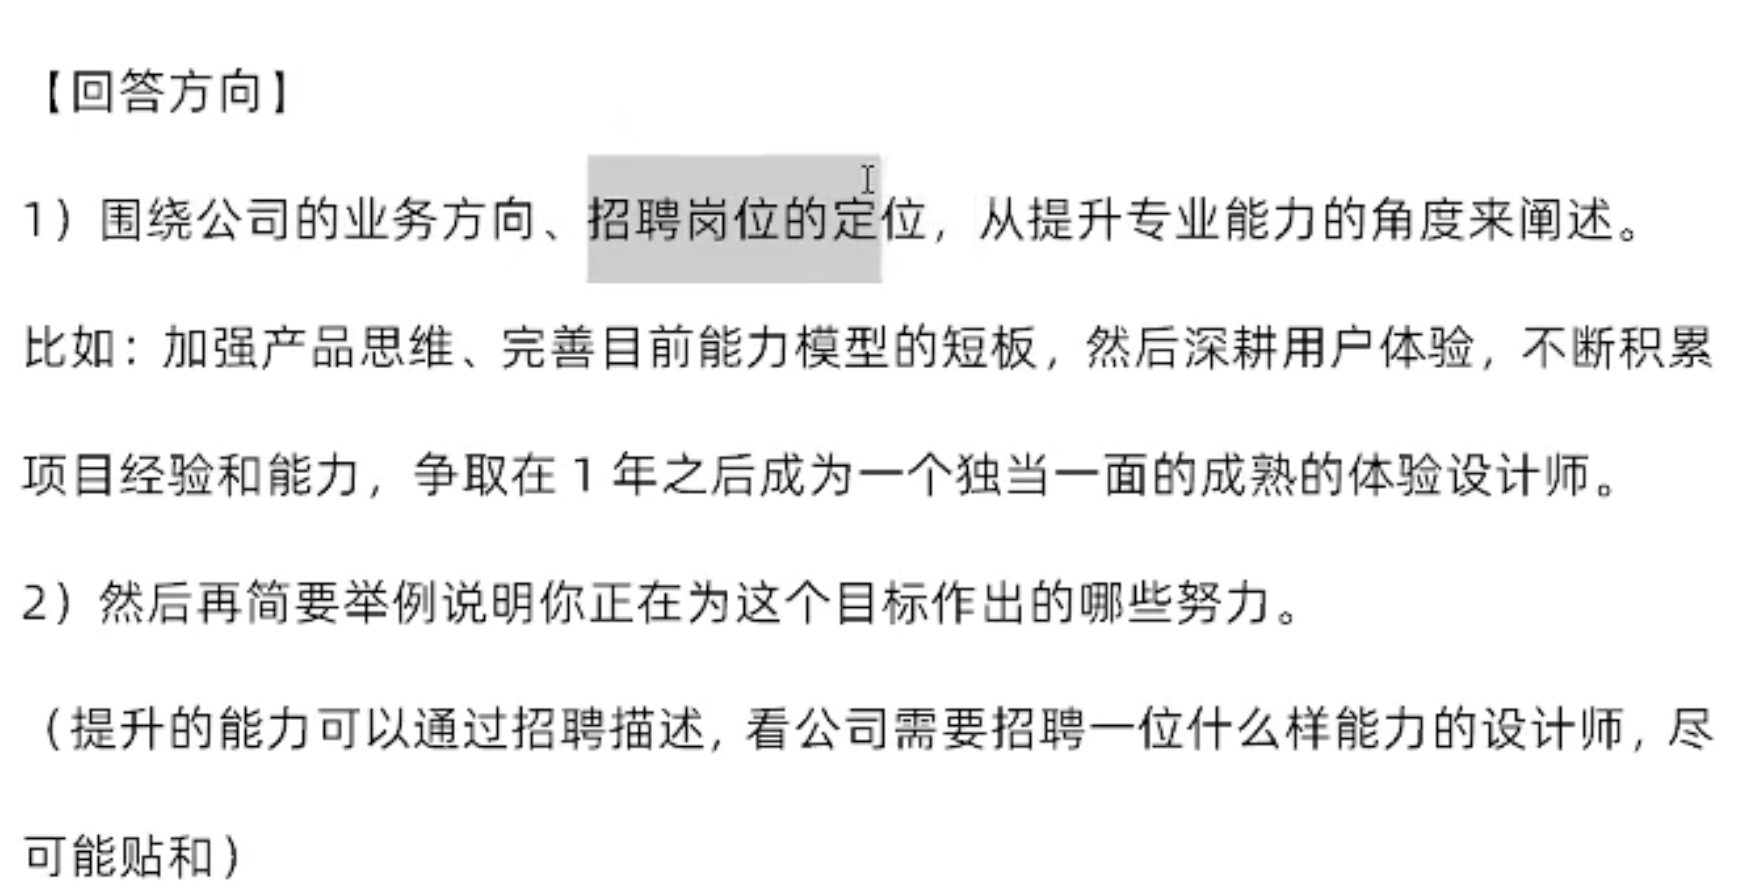 【回答方向】
1）围绕公司的业务方向、招聘岗位的定位，从提升专业能力的角度来阐述。
比如：加强产品思维、完善目前能力模型的短板，然后深耕用户体验，不断积累
项目经验和能力，争取在 1 年之后成为一个独当一面的成熟的体验设计师。
2）然后再简要举例说明你正在为这个目标作出的哪些努力。
（提升的能力可以通过招聘描述，看公司需要招聘一位什么样能力的设计师，尽
可能贴和）